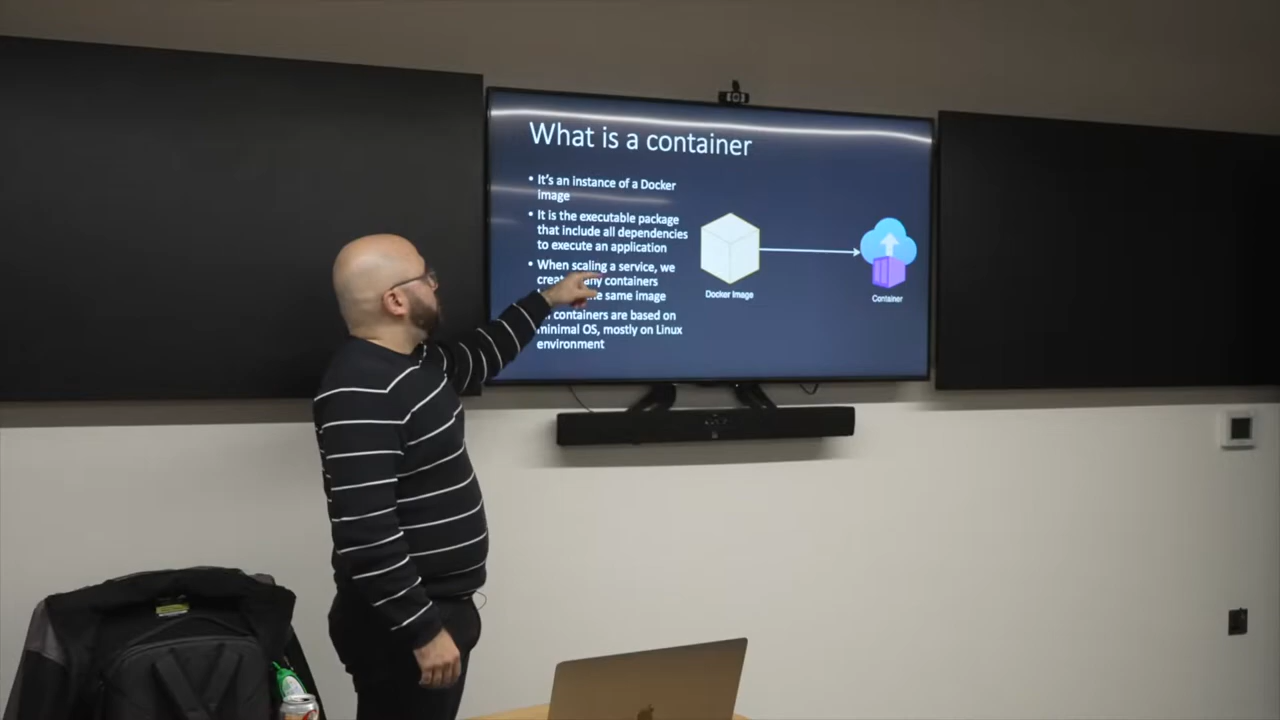 What is a container
• It's an instance of a Docker
image
• It is the executable package
that include all dependencies
to execute an application
• When scaling a service, we
containers
same image
containers are based on
minimal OS, mostly on Linux
environment
Docker Image
Container